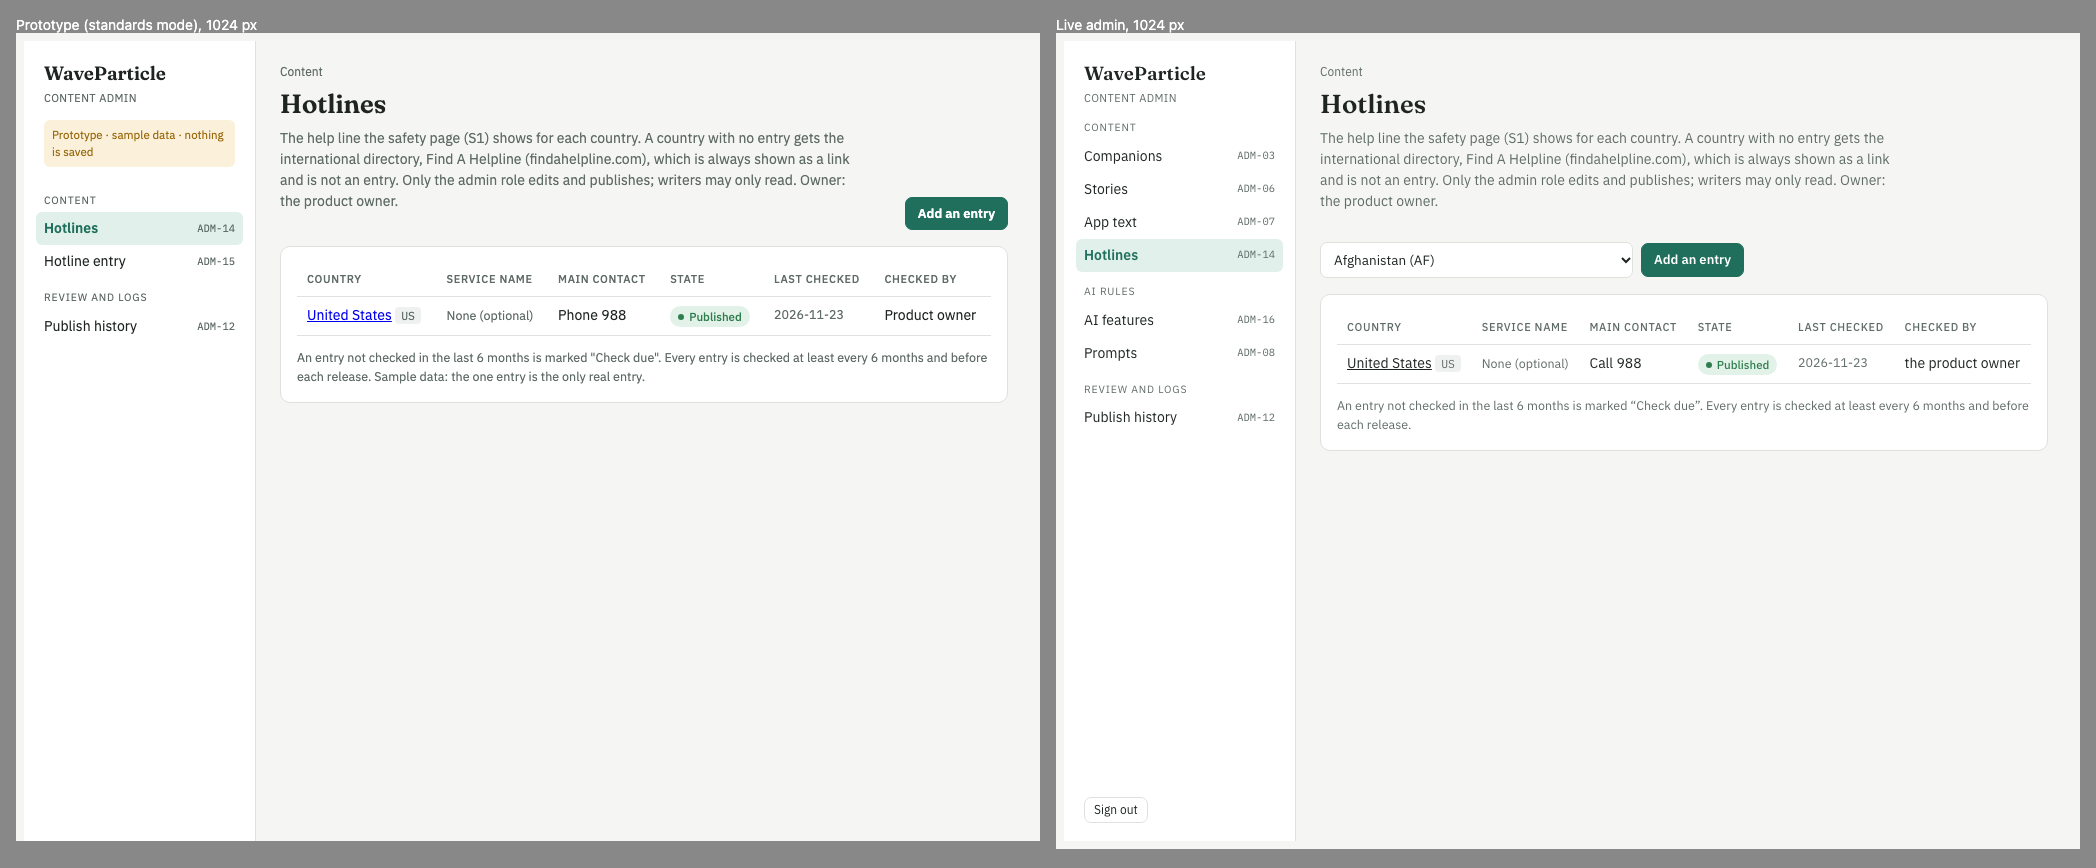 Prototype (standards mode), 1024 px
WaveParticle
CONTENT ADMIN
Prototype · sample data · nothing
is saved
CONTENT
Hotlines ADM-14
Hotline entry ADM-15
REVIEW AND LOGS
Publish history ADM-12
Content
Hotlines
The help line the safety page (S1) shows for each country. A country with no entry gets the
international directory, Find A Helpline (findahelpline.com), which is always shown as a link
and is not an entry. Only the admin role edits and publishes; writers may only read. Owner:
the product owner.
Add an entry
COUNTRY SERVICE NAME MAIN CONTACT STATE LAST CHECKED CHECKED BY
United States US None (optional) Phone 988 Published 2026-11-23 Product owner
An entry not checked in the last 6 months is marked "Check due". Every entry is checked at least every 6 months and before
each release. Sample data: the one entry is the only real entry.
Live admin, 1024 px
WaveParticle
CONTENT ADMIN
CONTENT
Companions ADM-03
Stories ADM-06
App text ADM-07
Hotlines ADM-14
AI RULES
AI features ADM-16
Prompts ADM-08
REVIEW AND LOGS
Publish history ADM-12
Sign out
Content
Hotlines
The help line the safety page (S1) shows for each country. A country with no entry gets the
international directory, Find A Helpline (findahelpline.com), which is always shown as a link
and is not an entry. Only the admin role edits and publishes; writers may only read. Owner:
the product owner.
Afghanistan (AF) Add an entry
COUNTRY SERVICE NAME MAIN CONTACT STATE LAST CHECKED CHECKED BY
United States US None (optional) Call 988 Published 2026-11-23 the product owner
An entry not checked in the last 6 months is marked “Check due”. Every entry is checked at least every 6 months and before
each release.